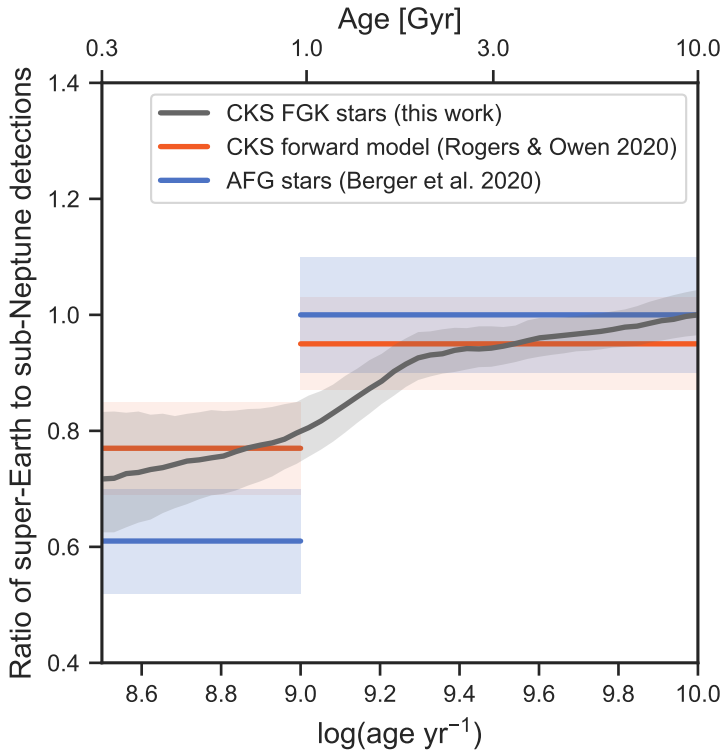 Age [Gyr]
0.3 1.0 3.0 10.0
CKS FGK stars (this work)
CKS forward model (Rogers & Owen 2020)
AFG stars (Berger et al. 2020)
Ratio of super-Earth to sub-Neptune detections
1.4
1.2
1.0
0.8
0.6
0.4
8.6 8.8 9.0 9.2 9.4 9.6 9.8 10.0
log(age yr⁻¹)